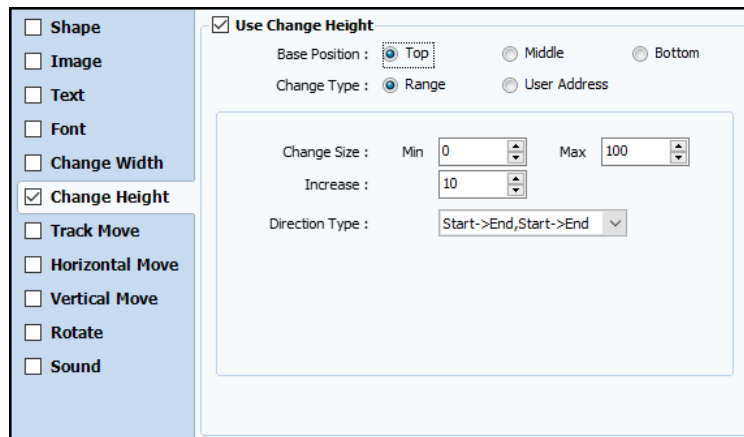 Shape
Image
Text
Font
Change Width
Change Height
Track Move
Horizontal Move
Vertical Move
Rotate
Sound
Use Change Height
Base Position : Top Middle Bottom
Change Type : Range User Address
Change Size : Min 0 Max 100
Increase : 10
Direction Type : Start->End,Start->End